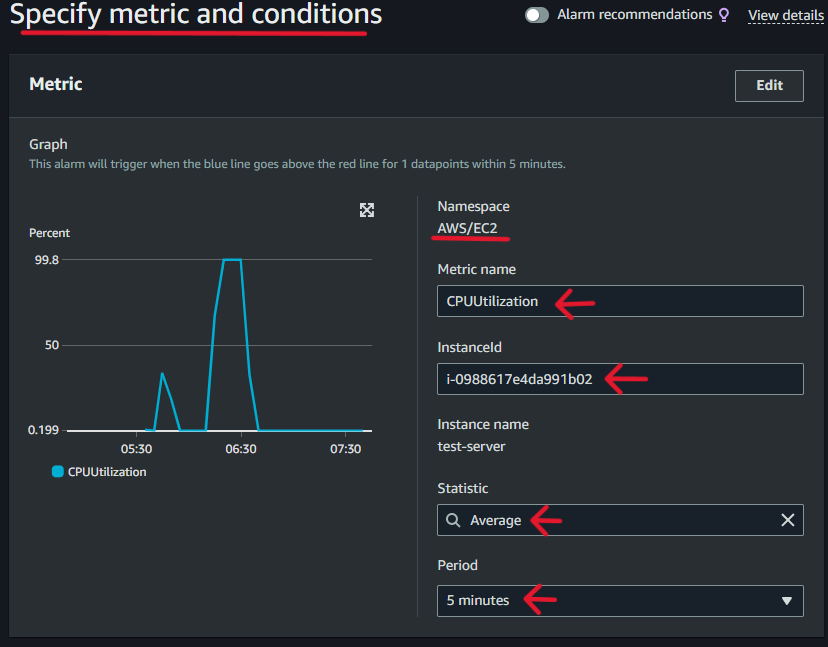 Specify metric and conditions
Alarm recommendations
View details
Metric
Edit
Graph
This alarm will trigger when the blue line goes above the red line for 1 datapoints within 5 minutes.
Percent
99.8
50
0.199
05:30
06:30
07:30
CPUUtilization
Namespace
AWS/EC2
Metric name
CPUUtilization
InstanceId
i-0988617e4da991b02
Instance name
test-server
Statistic
Average
Period
5 minutes